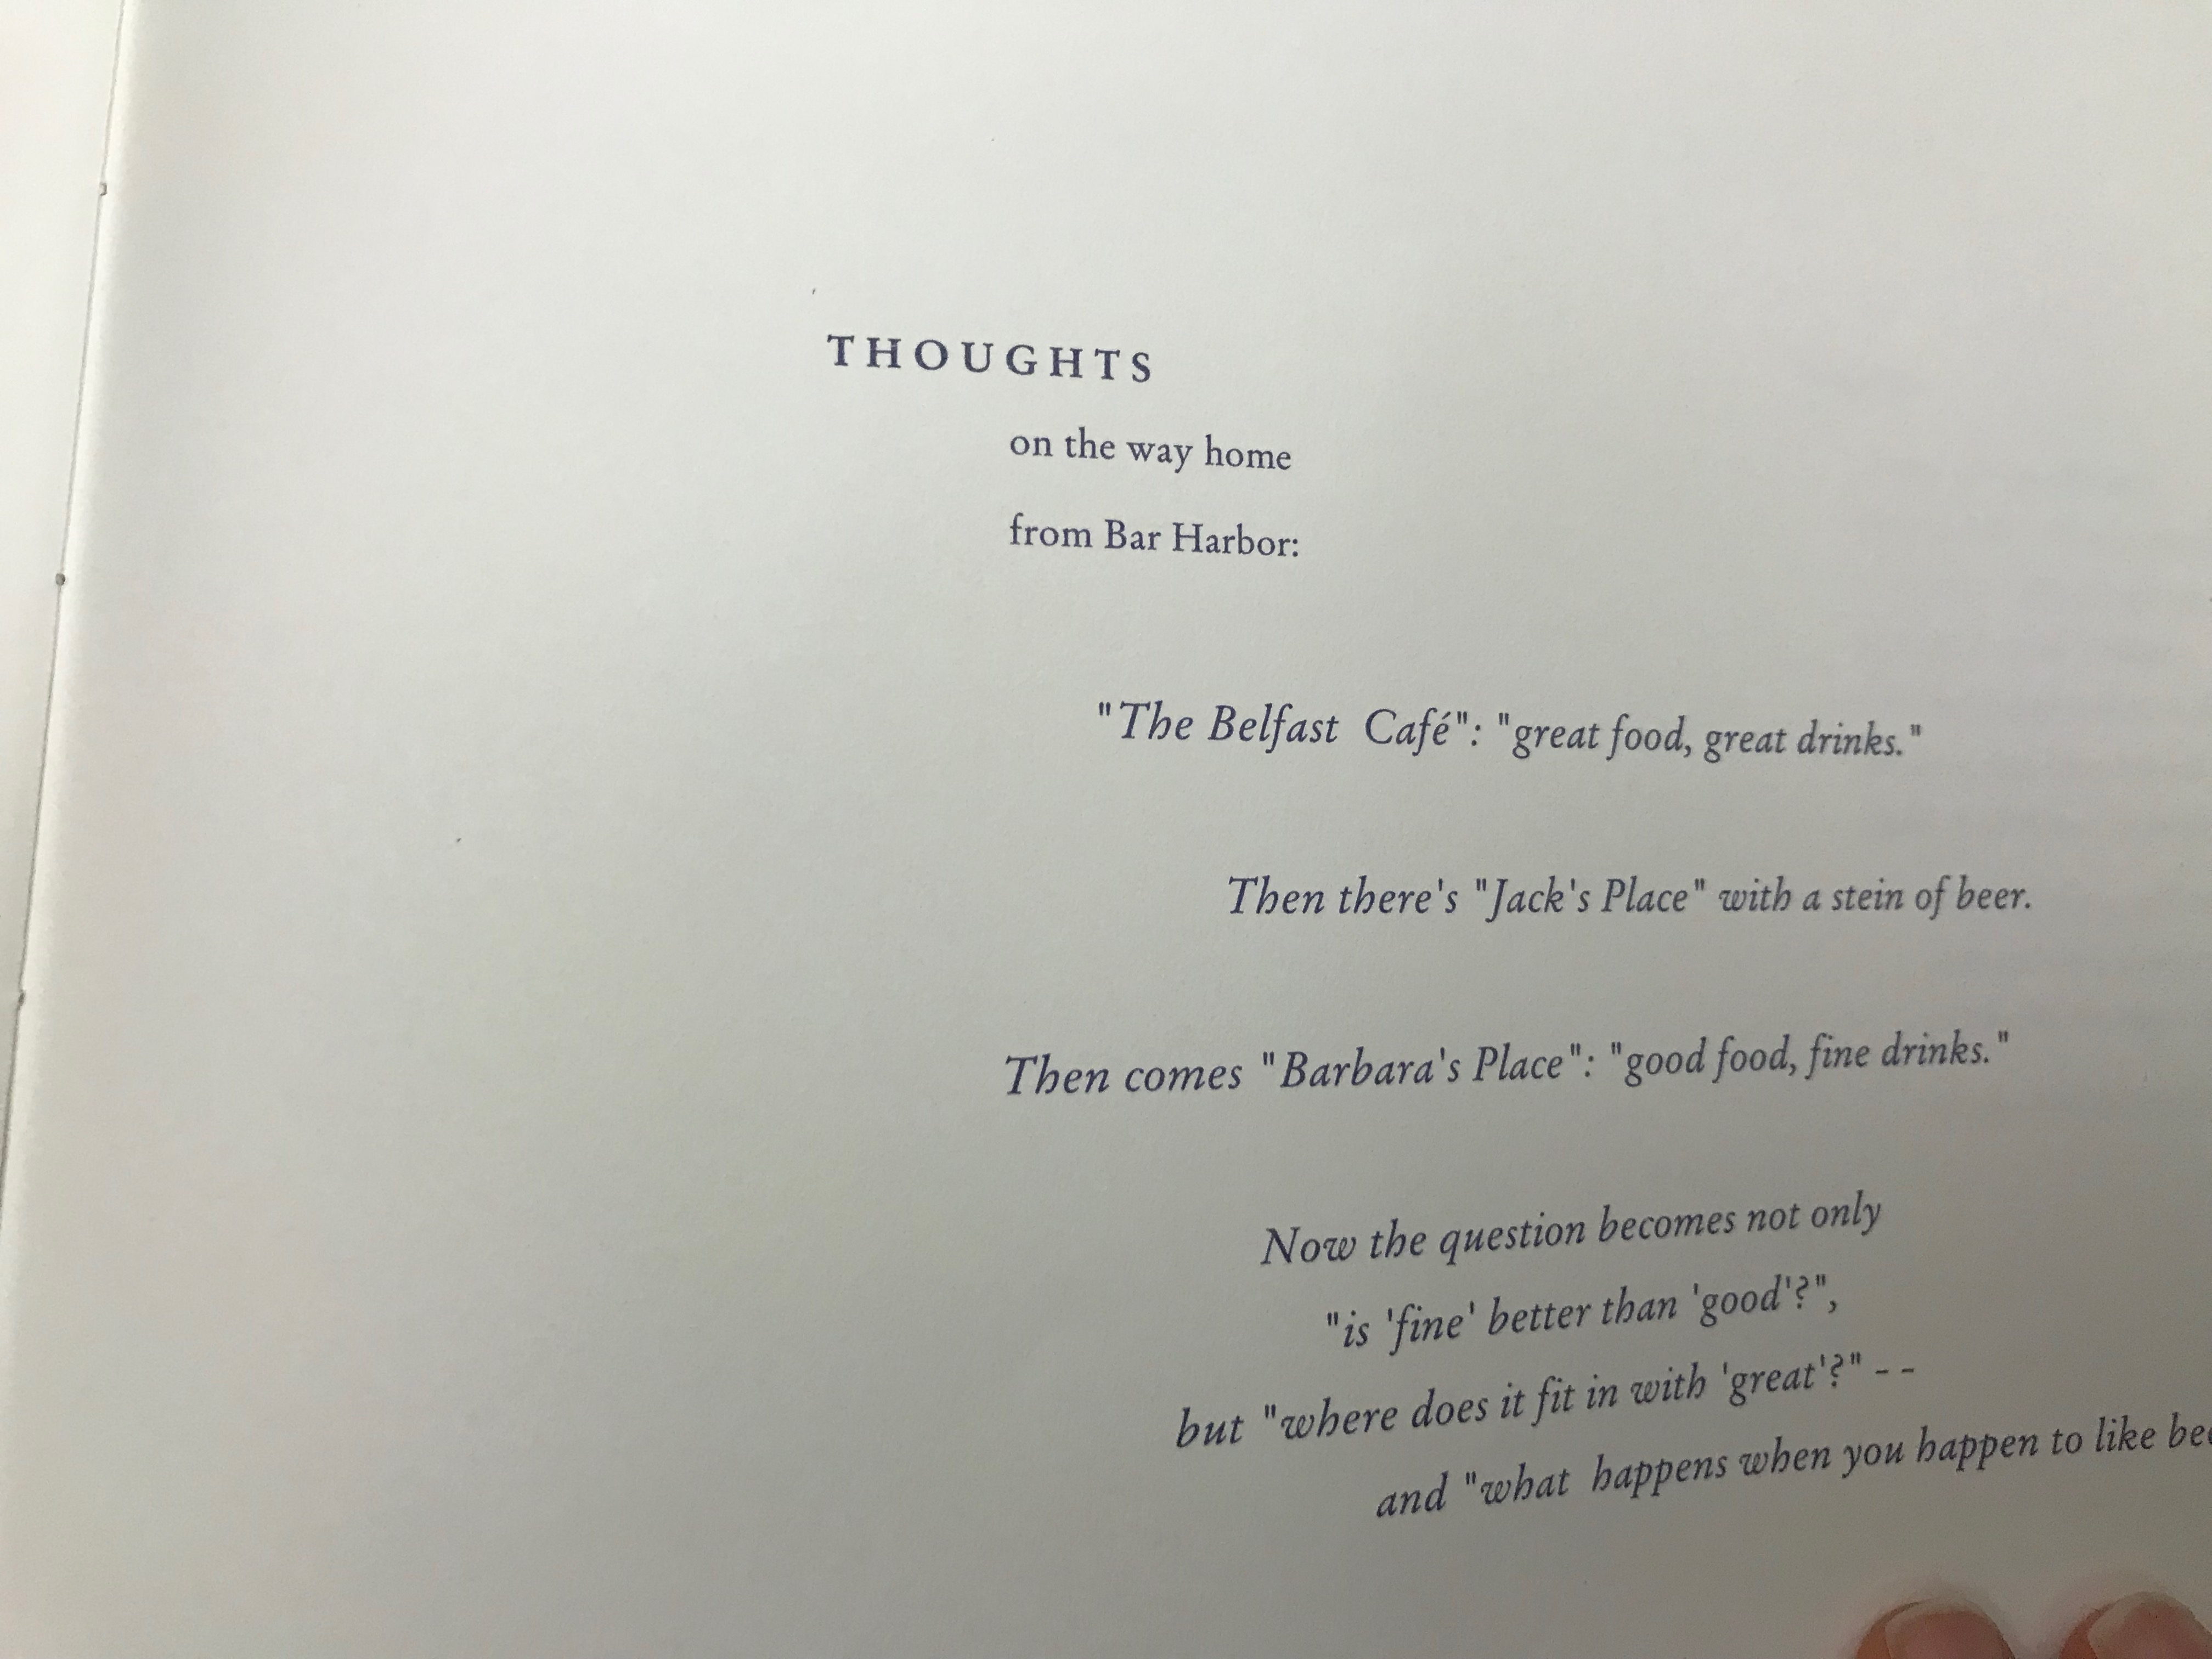 THOUGHTS
on the way home
from Bar Harbor:
"The Belfast Café": "great food, great drinks."
Then there's "Jack's Place" with a stein of beer.
Then comes "Barbara's Place": "good food, fine drinks."
Now the question becomes not only
"is 'fine' better than 'good'?",
but "where does it fit in with 'great'?" - -
and "what happens when you happen to like